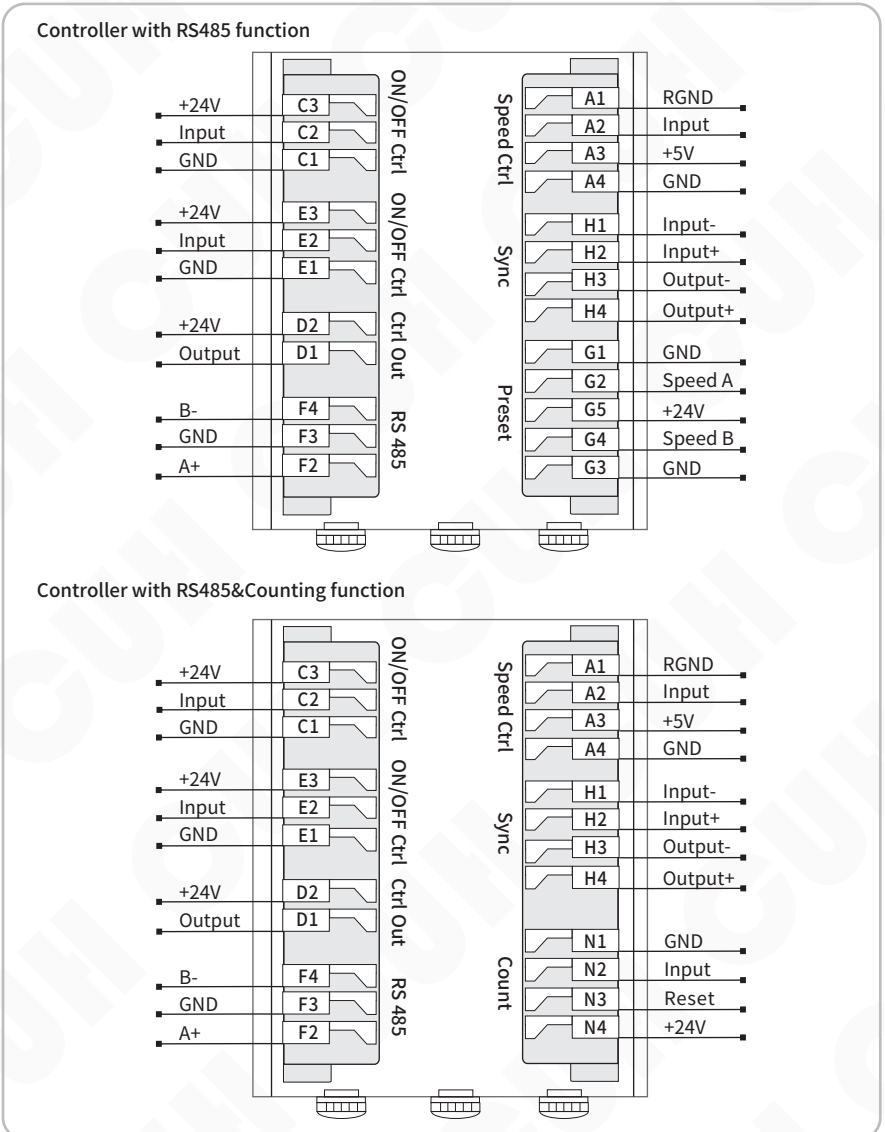 Controller with RS485 function
+24V C3
Input C2
GND C1
ON/OFF Ctrl
+24V E3
Input E2
GND E1
ON/OFF Ctrl
+24V D2
Output D1
Ctrl Out
B- F4
GND F3
A+ F2
RS 485
Speed Ctrl
A1 RGND
A2 Input
A3 +5V
A4 GND
Sync
H1 Input-
H2 Input+
H3 Output-
H4 Output+
Preset
G1 GND
G2 Speed A
G5 +24V
G4 Speed B
G3 GND
Controller with RS485&Counting function
+24V C3
Input C2
GND C1
ON/OFF Ctrl
+24V E3
Input E2
GND E1
ON/OFF Ctrl
+24V D2
Output D1
Ctrl Out
B- F4
GND F3
A+ F2
RS 485
Speed Ctrl
A1 RGND
A2 Input
A3 +5V
A4 GND
Sync
H1 Input-
H2 Input+
H3 Output-
H4 Output+
Count
N1 GND
N2 Input
N3 Reset
N4 +24V